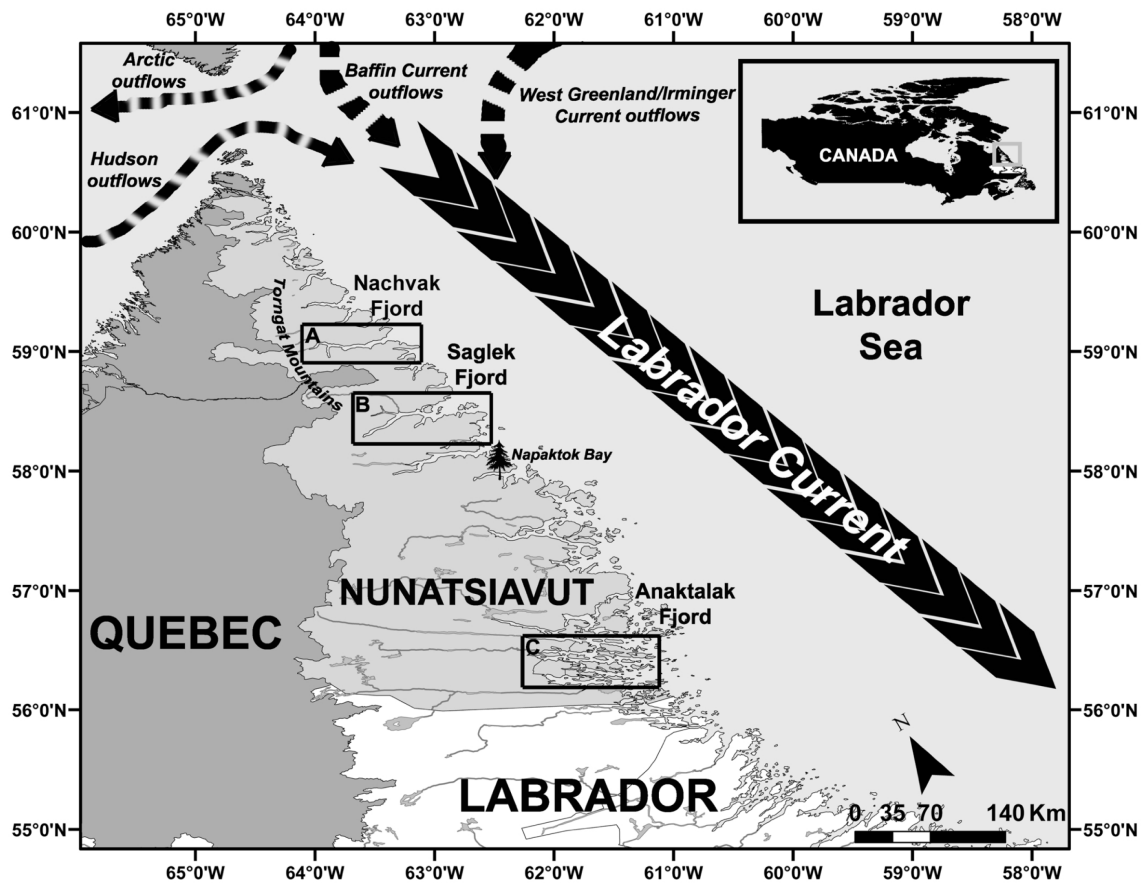 65°0'W 64°0'W 63°0'W 62°0'W 61°0'W 60°0'W 59°0'W 58°0'W
Arctic
outflows
Baffin Current
outflows
West Greenland/Irminger
Current outflows
Hudson
outflows
CANADA
61°0'N 61°0'N
60°0'N 60°0'N
59°0'N 59°0'N
58°0'N 58°0'N
57°0'N 57°0'N
56°0'N 56°0'N
55°0'N 55°0'N
Torngat Mountains
Nachvak
Fjord
A
Saglek
Fjord
B
Napaktok Bay
Labrador
Sea
Labrador Current
NUNATSIAVUT
QUEBEC
Anaktalak
Fjord
C
LABRADOR
N
0 35 70 140 Km
65°0'W 64°0'W 63°0'W 62°0'W 61°0'W 60°0'W 59°0'W 58°0'W